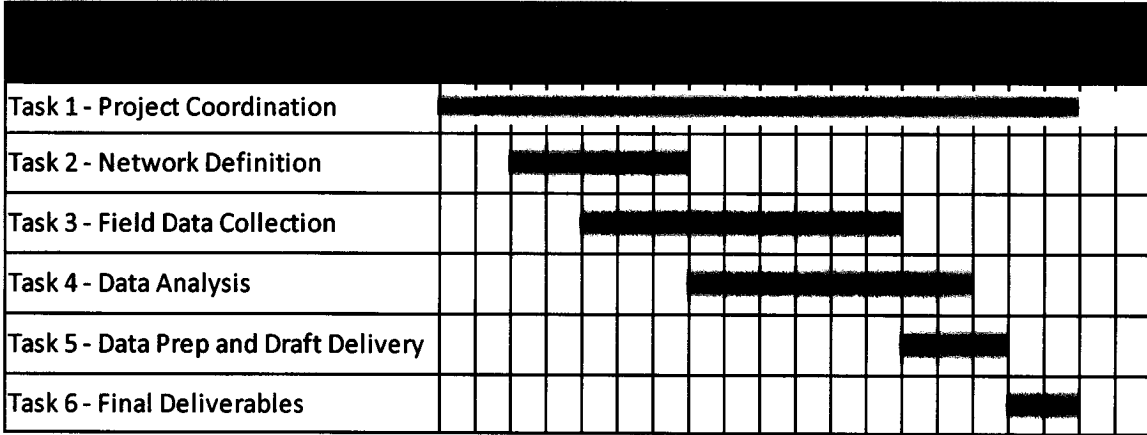 Task 1 - Project Coordination
Task 2 - Network Definition
Task 3 - Field Data Collection
Task 4 - Data Analysis
Task 5 - Data Prep and Draft Delivery
Task 6 - Final Deliverables